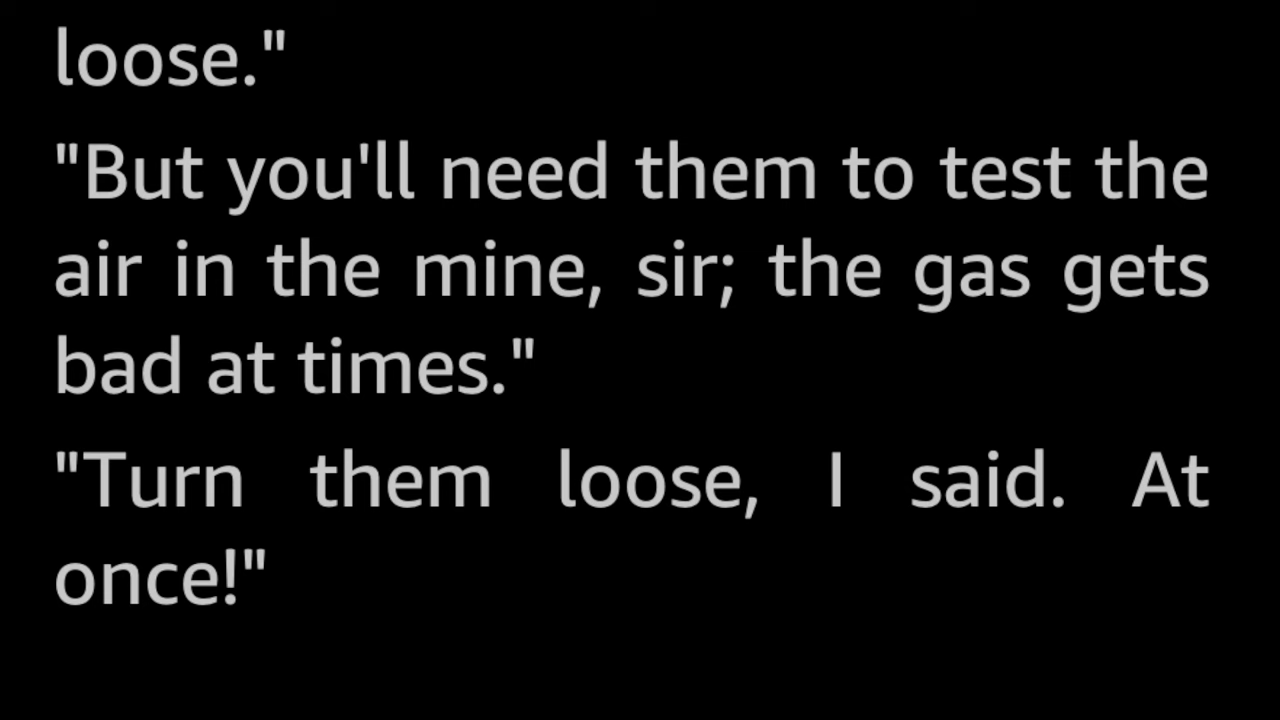 loose."
"But you'll need them to test the
air in the mine, sir; the gas gets
bad at times."
"Turn them loose, I said. At
once!"